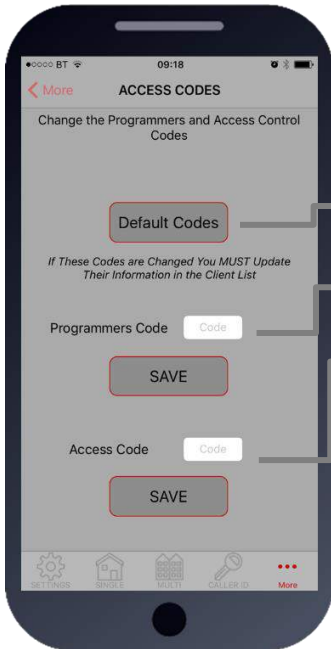 ●○○○○ BT 09:18
More ACCESS CODES
Change the Programmers and Access Control
Codes
Default Codes
If These Codes are Changed You MUST Update
Their Information in the Client List
Programmers Code Code
SAVE
Access Code Code
SAVE
SETTINGS SINGLE MULTI CALLER ID More